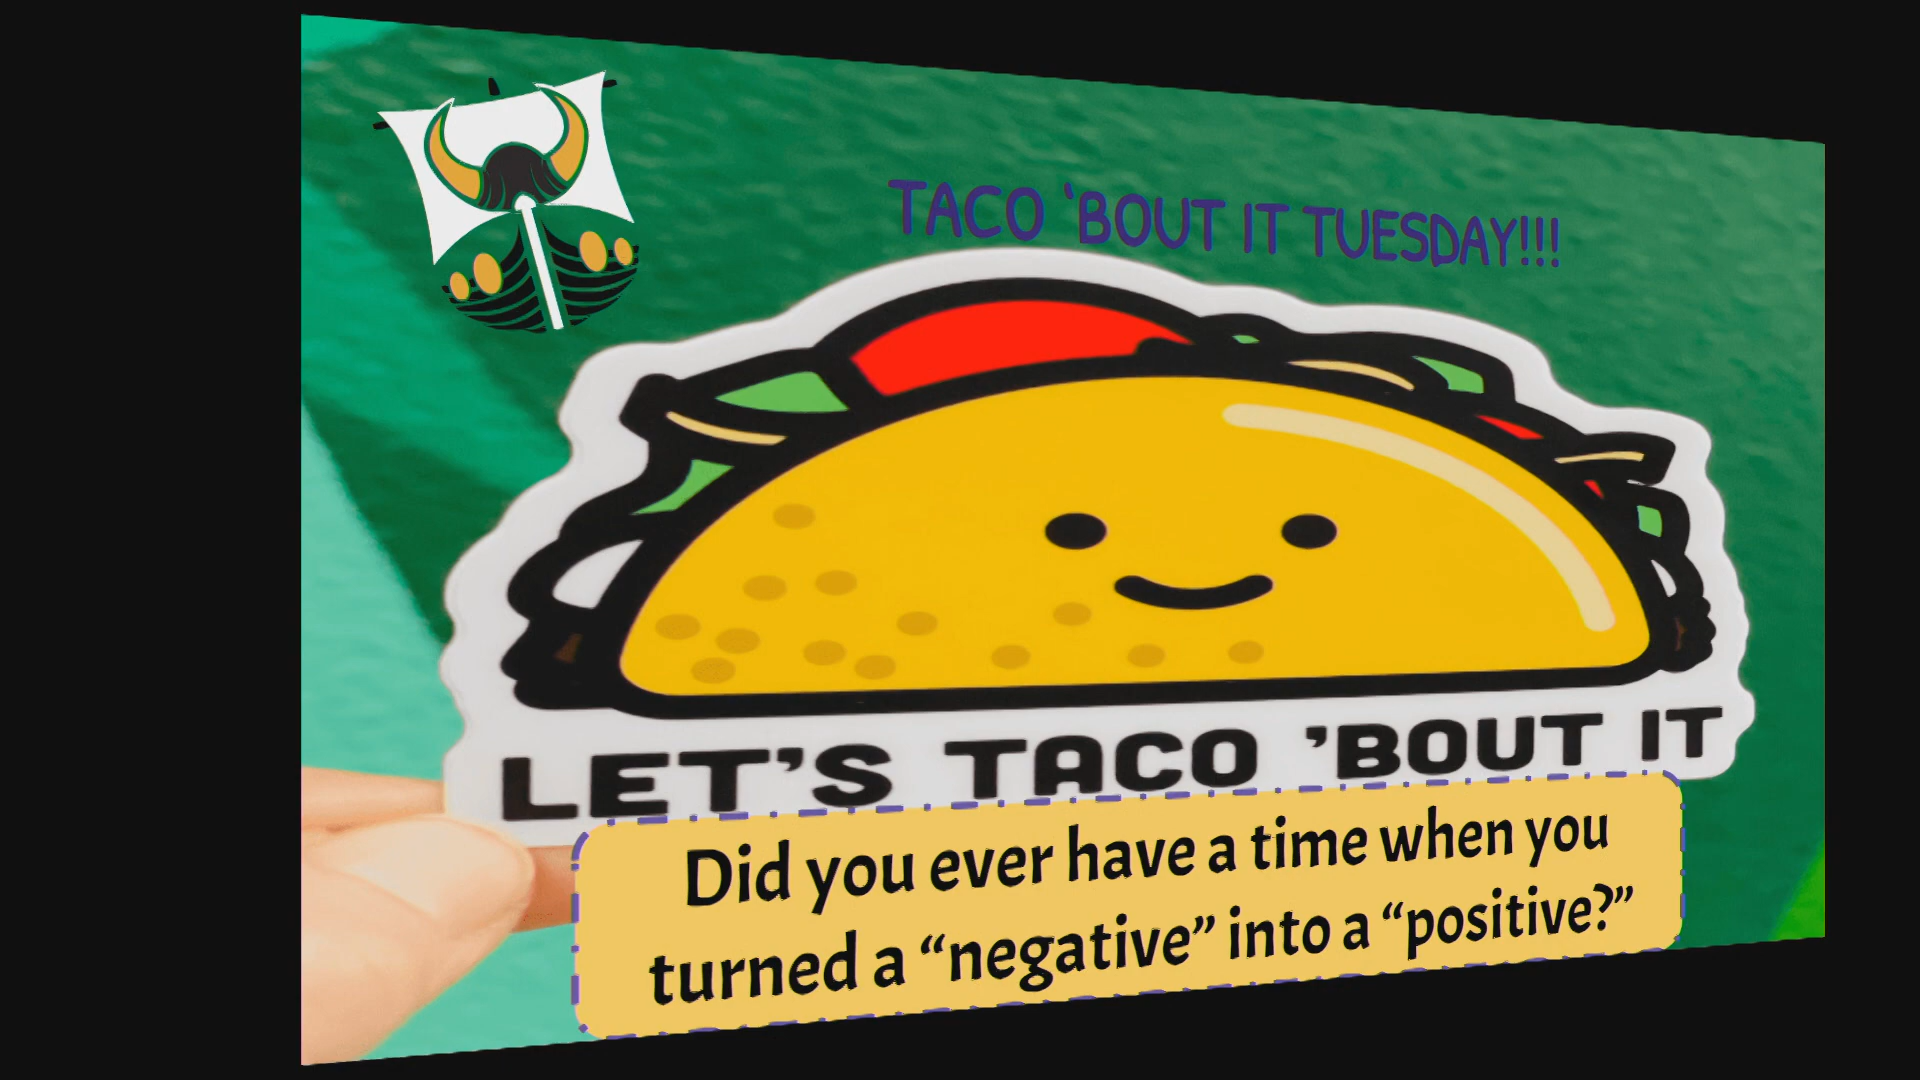 TACO ‘BOUT IT TUESDAY!!!
LET’S TACO ’BOUT IT
Did you ever have a time when you
turned a “negative” into a “positive?”